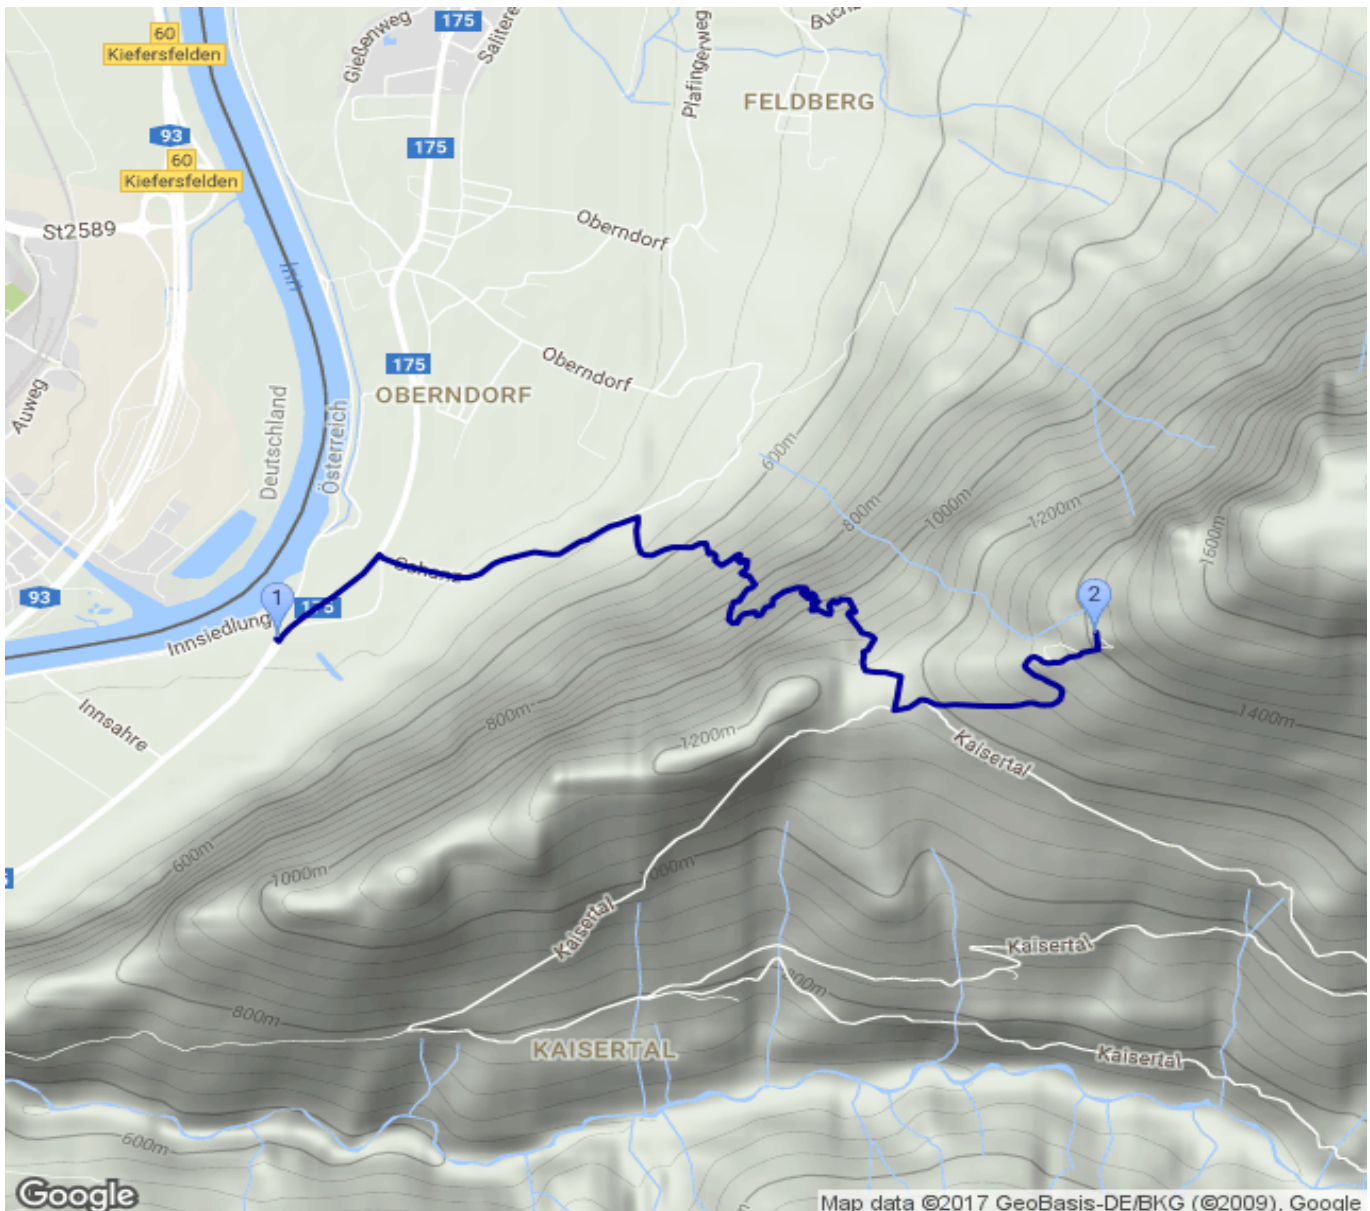 60
Kiefersfelden
175
Gießenweg
Plafingerweg
FELDBERG
93
60
Kiefersfelden
175
St2589
Oberndorf
Inn
175
Oberndorf
OBERNDORF
Auweg
Deutschland
Österreich
600m
800m
1000m
1200m
1600m
93
1
175
Innsiedlung
2
Innsahre
800m
1200m
1400m
Kaisertal
600m
1000m
Kaisertal
Kaisertal
800m
KAISERTAL
Kaisertal
600m
Google
Map data ©2017 GeoBasis-DE/BKG (©2009), Google